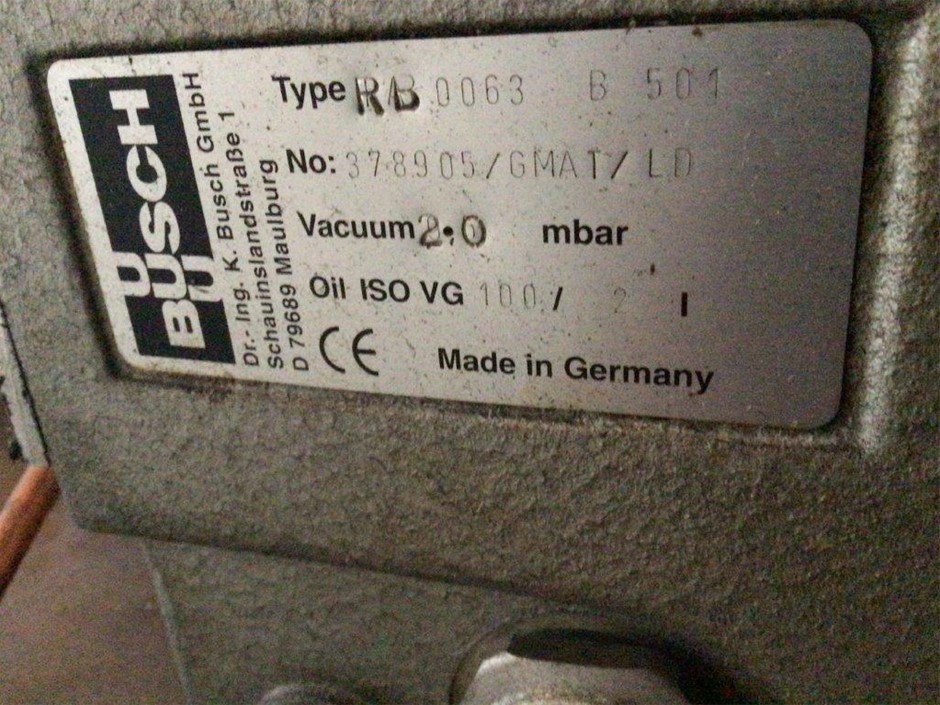 BUSCH
Dr.- Ing. K. Busch GmbH
Schauinslandstraße 1
D 79689 Maulburg
Type RB 0063 B 501
No: 378905/GMAT/LD
Vacuum 2.0 mbar
Oil ISO VG 100 / 2 l
CE
Made in Germany